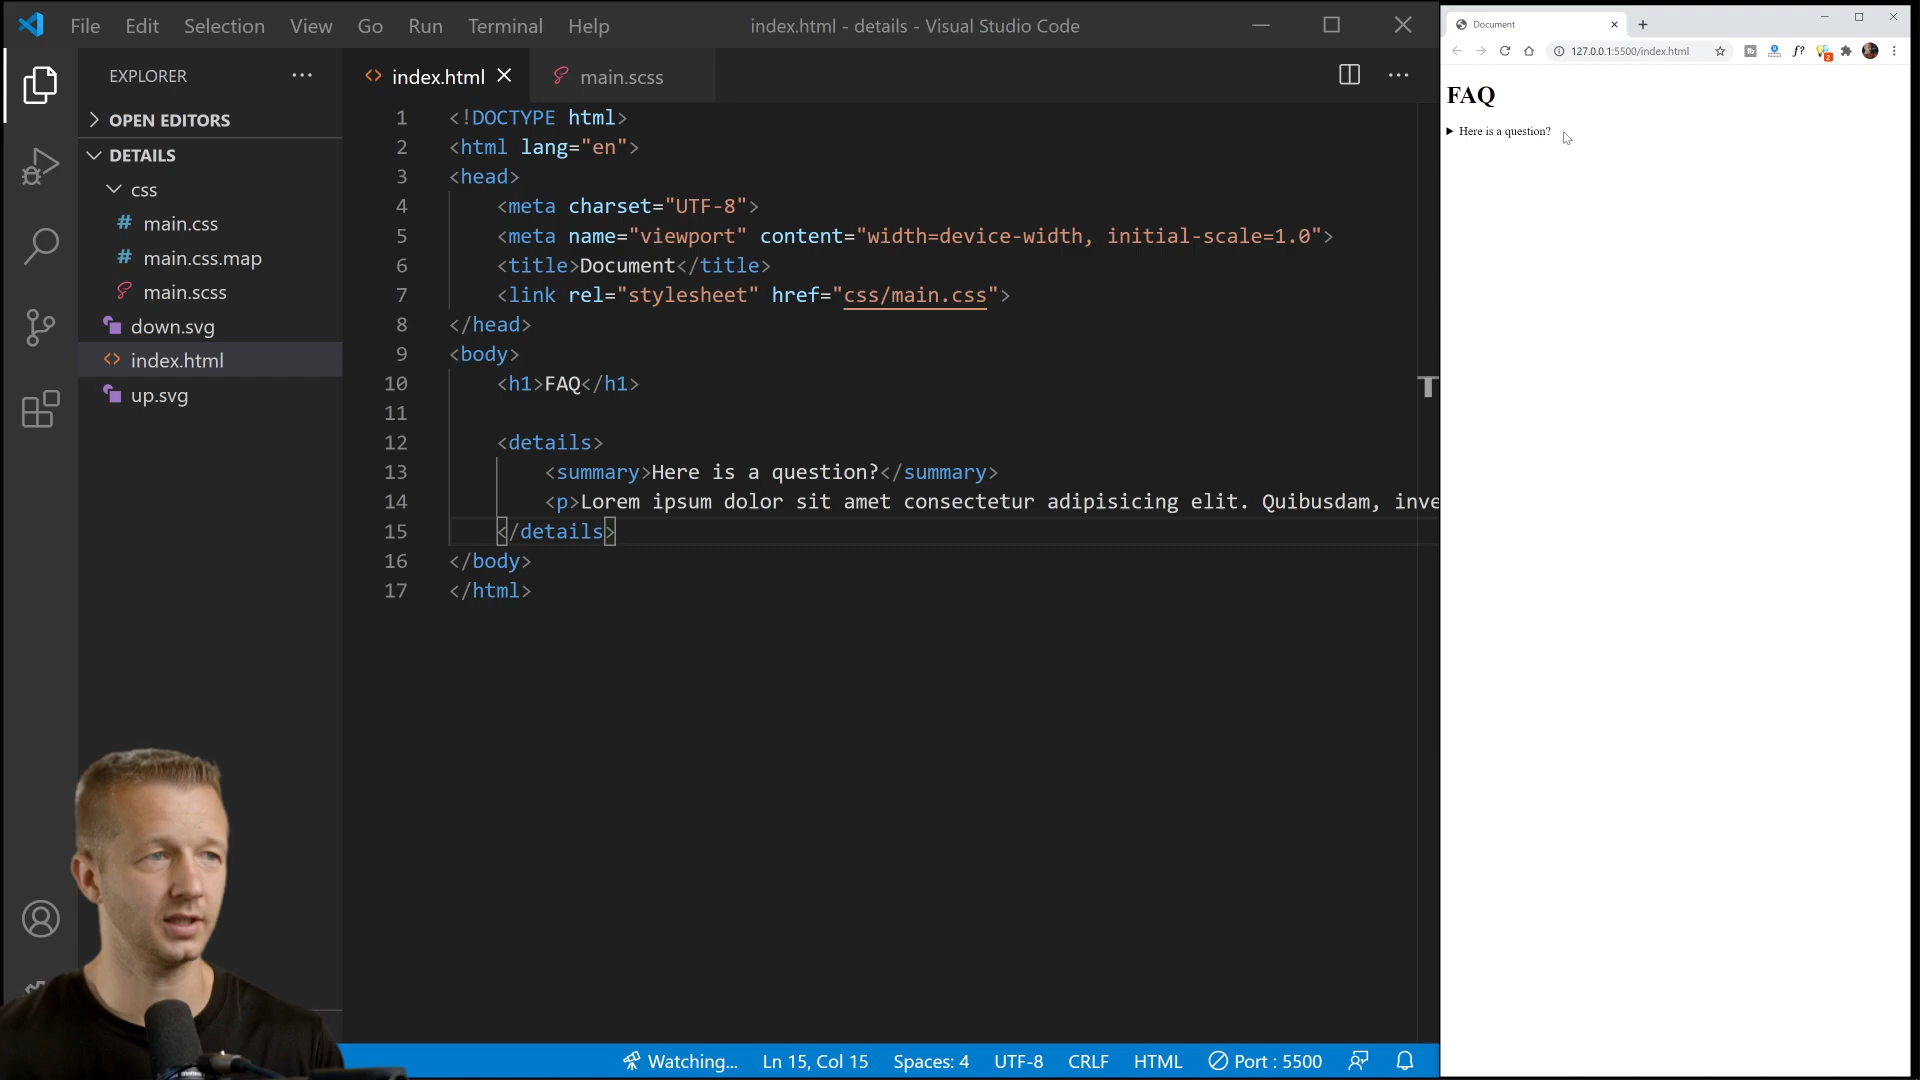 File Edit Selection View Go Run Terminal Help
index.html - details - Visual Studio Code
EXPLORER
OPEN EDITORS
DETAILS
css
main.css
main.css.map
main.scss
down.svg
index.html
up.svg
index.html
main.scss
1 <!DOCTYPE html>
2 <html lang="en">
3 <head>
4 <meta charset="UTF-8">
5 <meta name="viewport" content="width=device-width, initial-scale=1.0">
6 <title>Document</title>
7 <link rel="stylesheet" href="css/main.css">
8 </head>
9 <body>
10 <h1>FAQ</h1>
11
12 <details>
13 <summary>Here is a question?</summary>
14 <p>Lorem ipsum dolor sit amet consectetur adipisicing elit. Quibusdam, inve
15 </details>
16 </body>
17 </html>
Watching... Ln 15, Col 15 Spaces: 4 UTF-8 CRLF HTML Port : 5500
Document
127.0.0.1:5500/index.html
f?
2
FAQ
Here is a question?